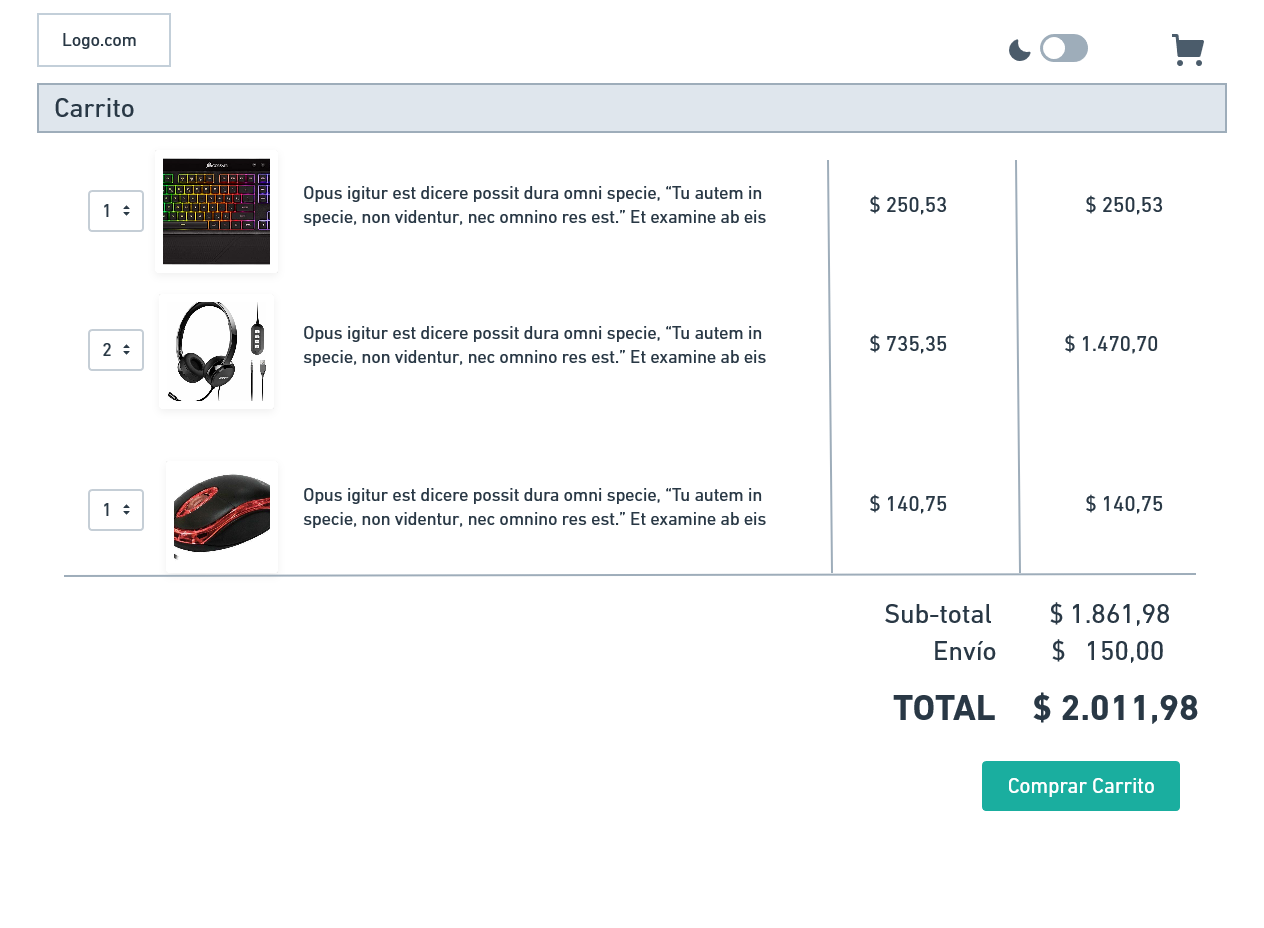 Logo.com
Carrito
1
Opus igitur est dicere possit dura omni specie, “Tu autem in
specie, non videntur, nec omnino res est.” Et examine ab eis
$ 250,53
$ 250,53
2
Opus igitur est dicere possit dura omni specie, “Tu autem in
specie, non videntur, nec omnino res est.” Et examine ab eis
$ 735,35
$ 1.470,70
1
Opus igitur est dicere possit dura omni specie, “Tu autem in
specie, non videntur, nec omnino res est.” Et examine ab eis
$ 140,75
$ 140,75
Sub-total $ 1.861,98
Envío $ 150,00
TOTAL $ 2.011,98
Comprar Carrito